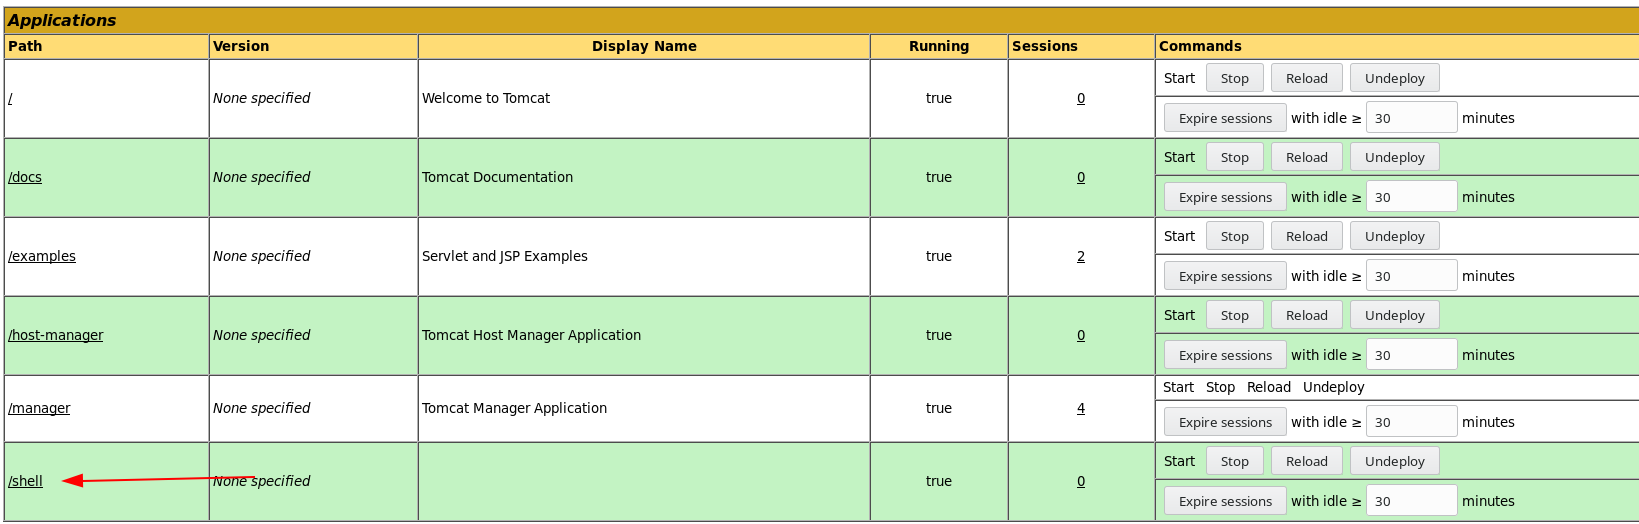 Applications
Path Version Display Name Running Sessions Commands
/ None specified Welcome to Tomcat true 0 Start Stop Reload Undeploy
Expire sessions with idle ≥ 30 minutes
/docs None specified Tomcat Documentation true 0 Start Stop Reload Undeploy
Expire sessions with idle ≥ 30 minutes
/examples None specified Servlet and JSP Examples true 2 Start Stop Reload Undeploy
Expire sessions with idle ≥ 30 minutes
/host-manager None specified Tomcat Host Manager Application true 0 Start Stop Reload Undeploy
Expire sessions with idle ≥ 30 minutes
/manager None specified Tomcat Manager Application true 4 Start Stop Reload Undeploy
Expire sessions with idle ≥ 30 minutes
/shell None specified true 0 Start Stop Reload Undeploy
Expire sessions with idle ≥ 30 minutes